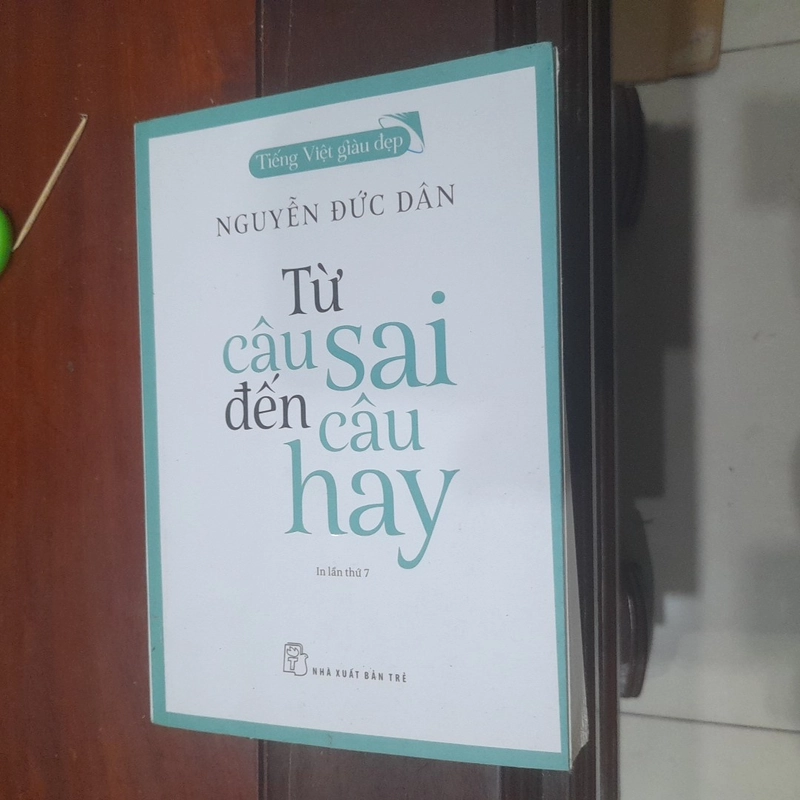 Tiếng Việt giàu đẹp
NGUYỄN ĐỨC DÂN
Từ
câu sai
đến câu
hay
In lần thứ 7
NHÀ XUẤT BẢN TRẺ